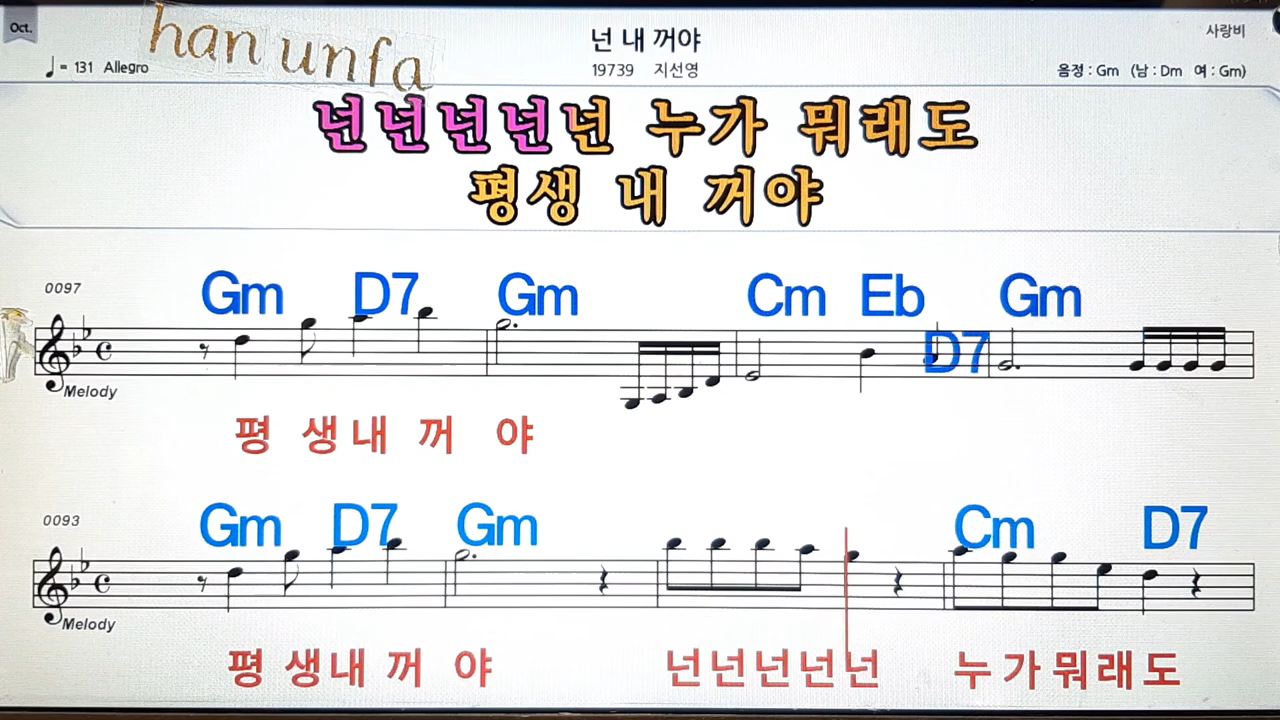 Oct.
han unfa
넌 내 꺼야
사랑비
♩= 131 Allegro
19739 지선영
음정 : Gm (남 : Dm 여 : Gm)
넌넌넌넌넌 누가 뭐래도
평생 내 꺼야
0097
Gm D7 Gm Cm Eb D7 Gm
Melody
평 생 내 꺼 야
0093
Gm D7 Gm Cm D7
Melody
평 생 내 꺼 야 넌 넌 넌 넌 넌 누 가 뭐 래 도